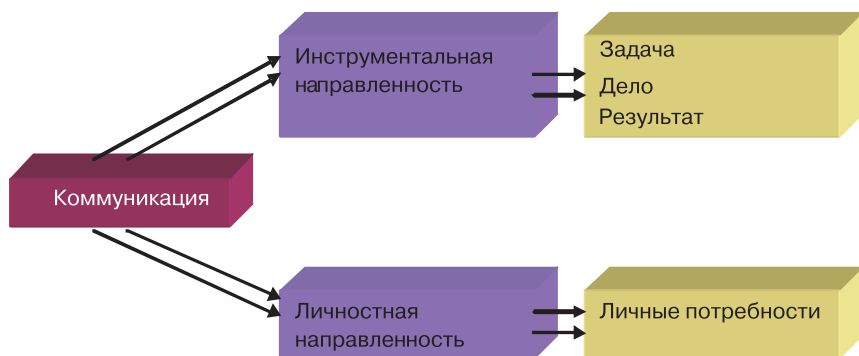 Инструментальная
направленность
Задача
Дело
Результат
Коммуникация
Личностная
направленность
Личные потребности